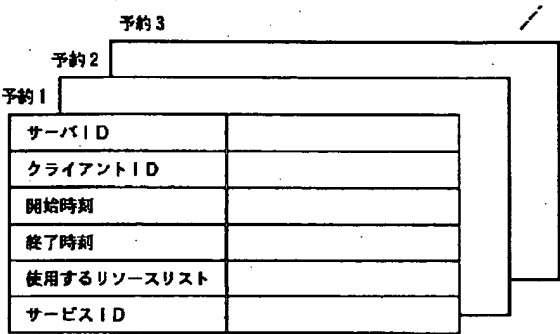 予約3
予約2
予約1
サーバID
クライアントID
開始時刻
終了時刻
使用するリソースリスト
サービスID